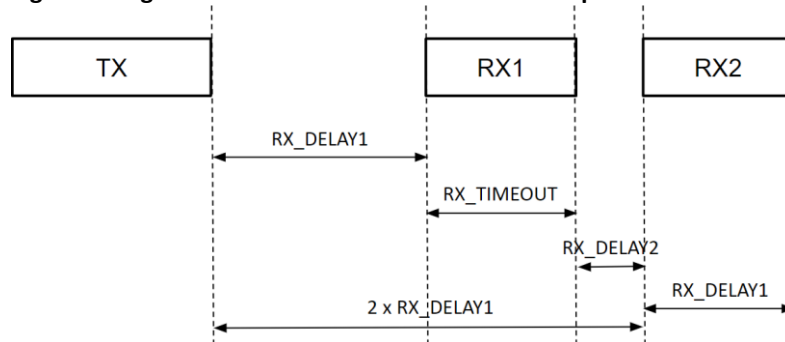 TX
RX1
RX2
RX_DELAY1
RX_TIMEOUT
RX_DELAY2
RX_DELAY1
2 x RX_DELAY1